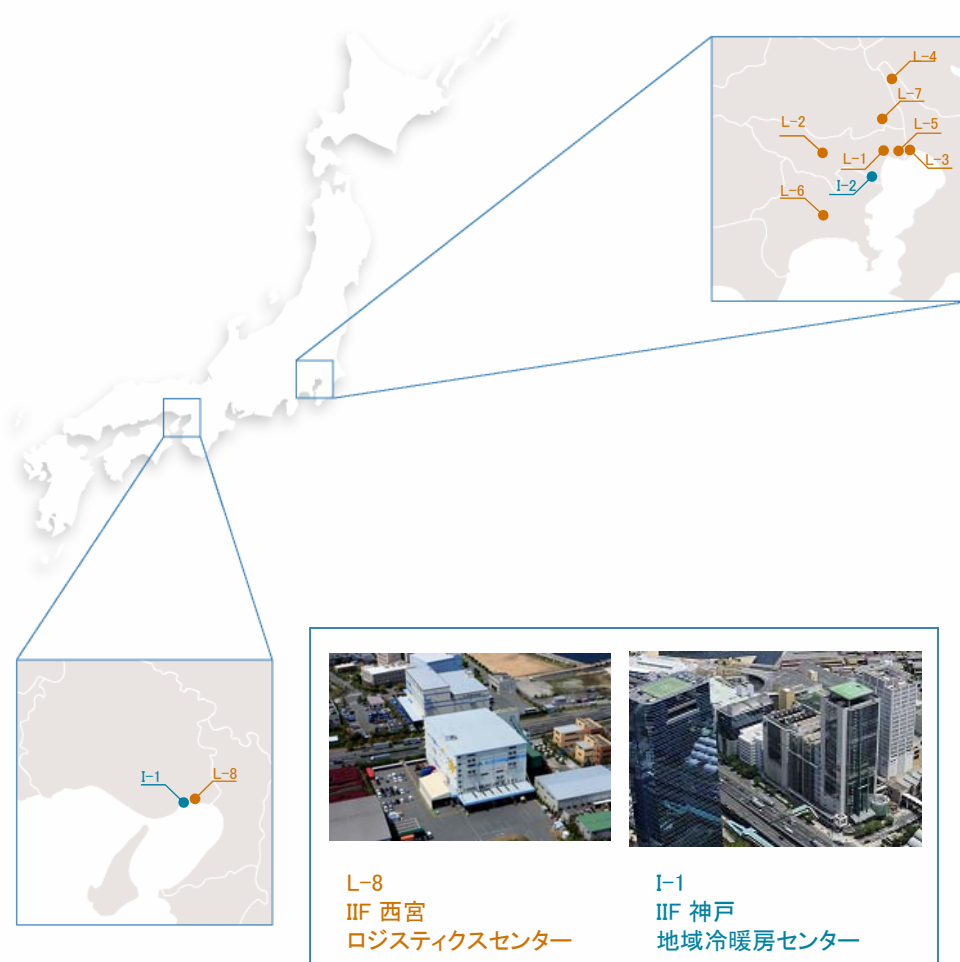 L-4
L-7
L-2
L-5
L-1
L-3
I-2
L-6
I-1
L-8
L-8
IIF 西宮
ロジスティクスセンター
I-1
IIF 神戸
地域冷暖房センター